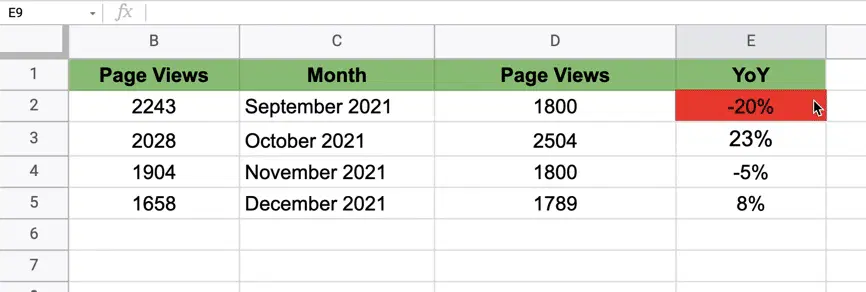 E9 fx
B C D E
1 Page Views Month Page Views YoY
2 2243 September 2021 1800 -20%
3 2028 October 2021 2504 23%
4 1904 November 2021 1800 -5%
5 1658 December 2021 1789 8%
6
7